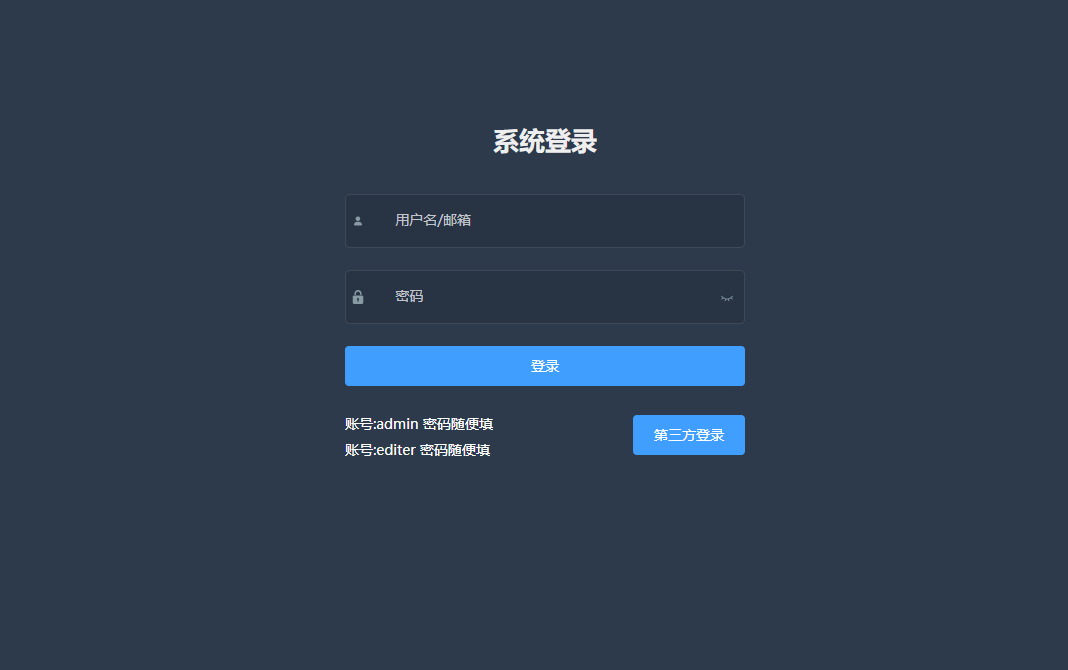 系统登录
用户名/邮箱
密码
登录
账号:admin 密码随便填
账号:editer 密码随便填
第三方登录